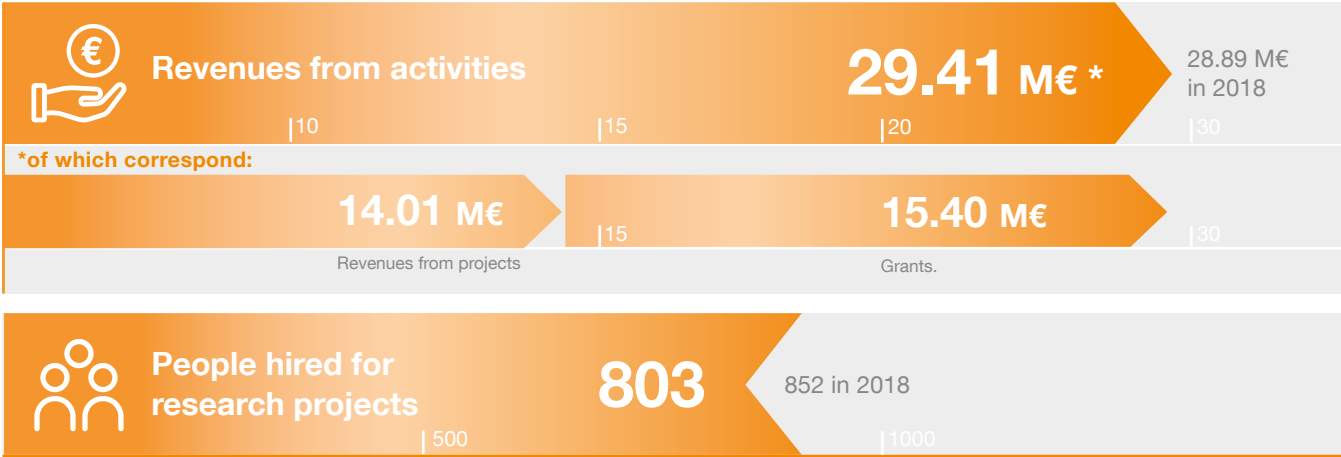 €
Revenues from activities
29.41 M€ *
28.89 M€
in 2018
10
15
20
30
*of which correspond:
14.01 M€
15.40 M€
15
30
Revenues from projects
Grants.
People hired for
research projects
803
852 in 2018
500
1000